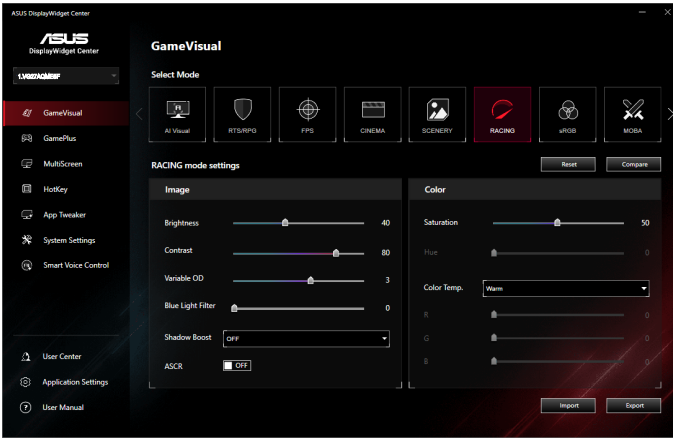 ASUS DisplayWidget Center
ASUS
DisplayWidget Center
GameVisual
GamePlus
MultiScreen
HotKey
App Tweaker
System Settings
Smart Voice Control
User Center
Application Settings
User Manual
GameVisual
Select Mode
AI Visual
RTS/RPG
FPS
CINEMA
SCENERY
RACING
sRGB
MOBA
RACING mode settings
Reset
Compare
Image
Brightness 40
Contrast 80
Variable OD 3
Blue Light Filter 0
Shadow Boost OFF
ASCR OFF
Color
Saturation 50
Hue 0
Color Temp. Warm
R 0
G 0
B 0
Import
Export